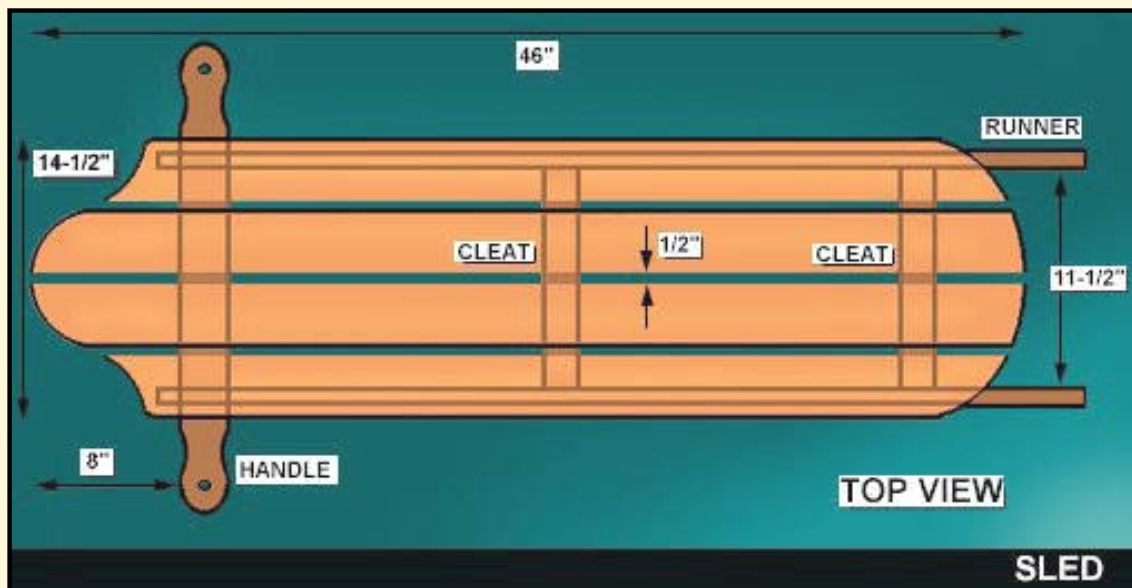 46"
RUNNER
14-1/2"
1/2"
CLEAT
CLEAT
11-1/2"
8"
HANDLE
TOP VIEW
SLED